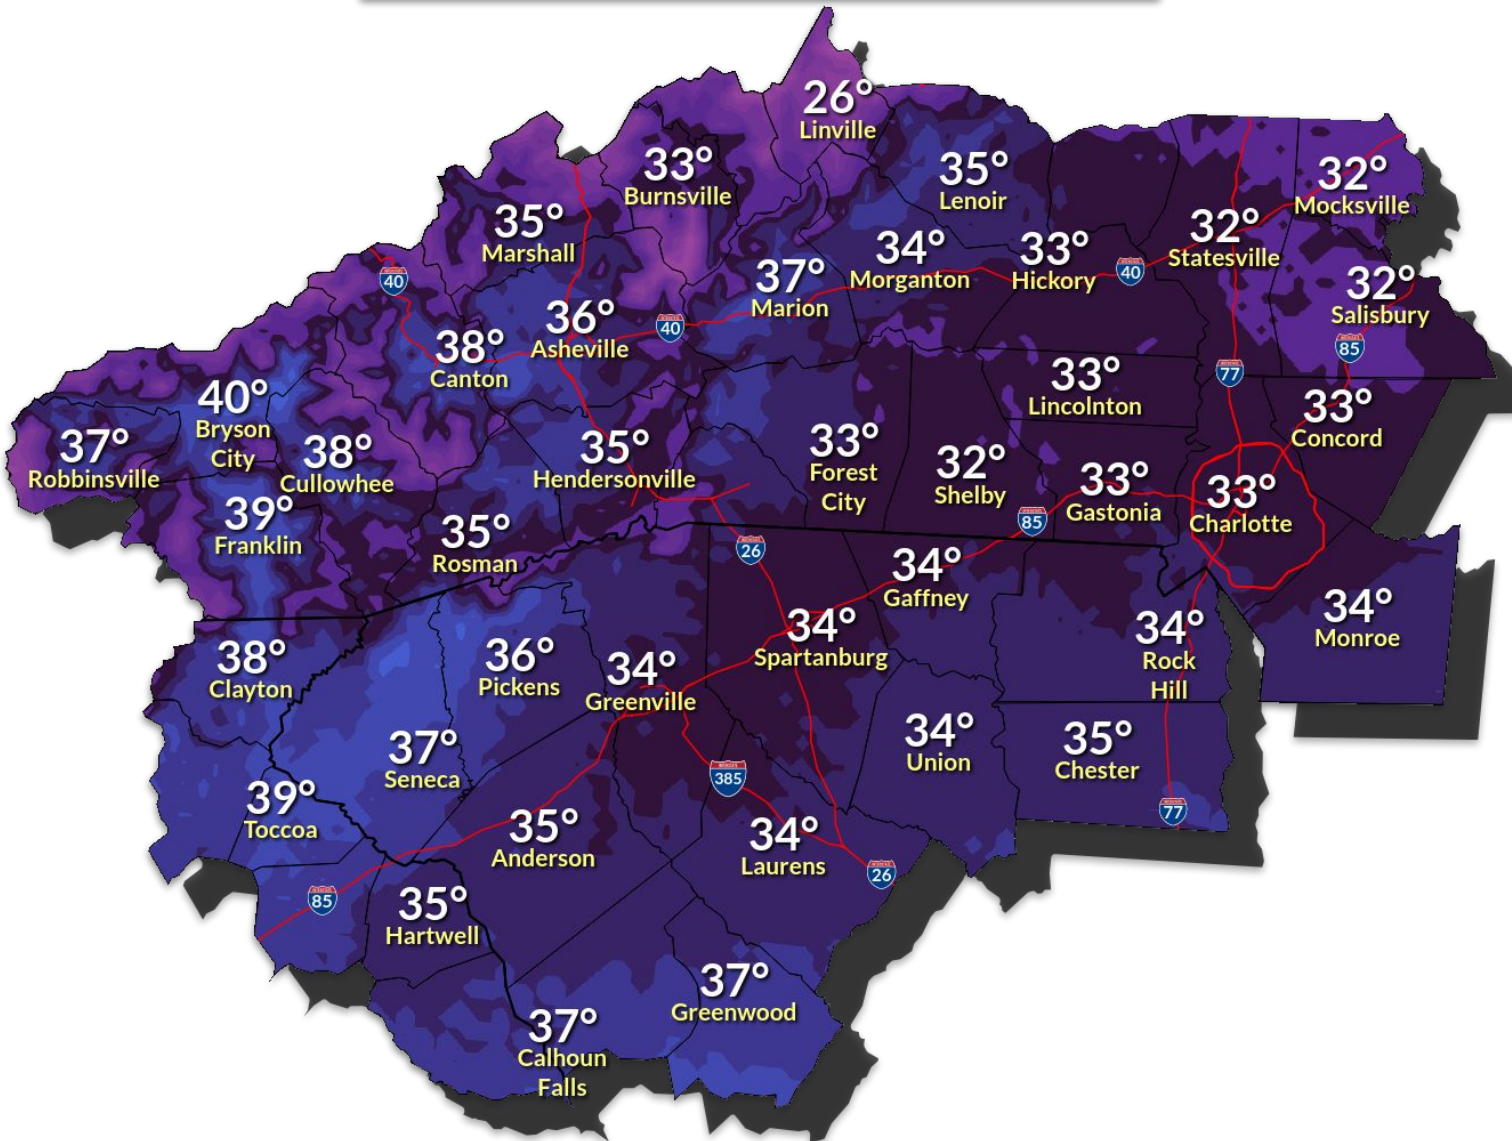 26°
Linville
33°
Burnsville
35°
Lenoir
32°
Mocksville
35°
Marshall
32°
Statesville
34°
Morganton
33°
Hickory
40
37°
Marion
32°
Salisbury
40
36°
Asheville
40
38°
Canton
85
77
33°
Lincolnton
40°
Bryson
City
33°
Concord
37°
Robbinsville
38°
Cullowhee
35°
Hendersonville
33°
Forest
City
32°
Shelby
33°
Gastonia
33°
Charlotte
39°
Franklin
35°
Rosman
85
26
34°
Gaffney
34°
Monroe
34°
Spartanburg
34°
Rock
Hill
38°
Clayton
36°
Pickens
34°
Greenville
37°
Seneca
34°
Union
35°
Chester
385
39°
Toccoa
77
35°
Anderson
34°
Laurens
26
85
35°
Hartwell
37°
Greenwood
37°
Calhoun
Falls